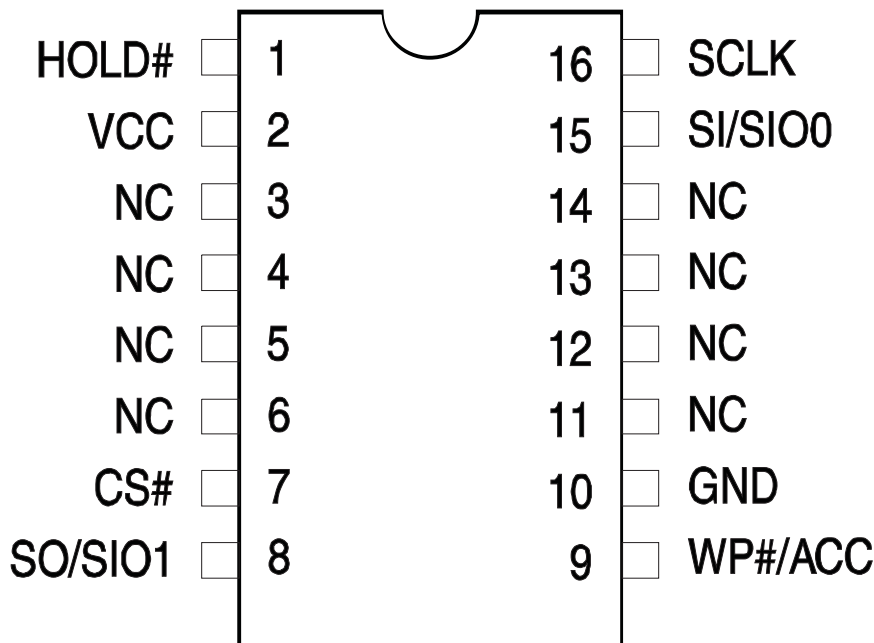 HOLD# 1 16 SCLK
VCC 2 15 SI/SIO0
NC 3 14 NC
NC 4 13 NC
NC 5 12 NC
NC 6 11 NC
CS# 7 10 GND
SO/SIO1 8 9 WP#/ACC